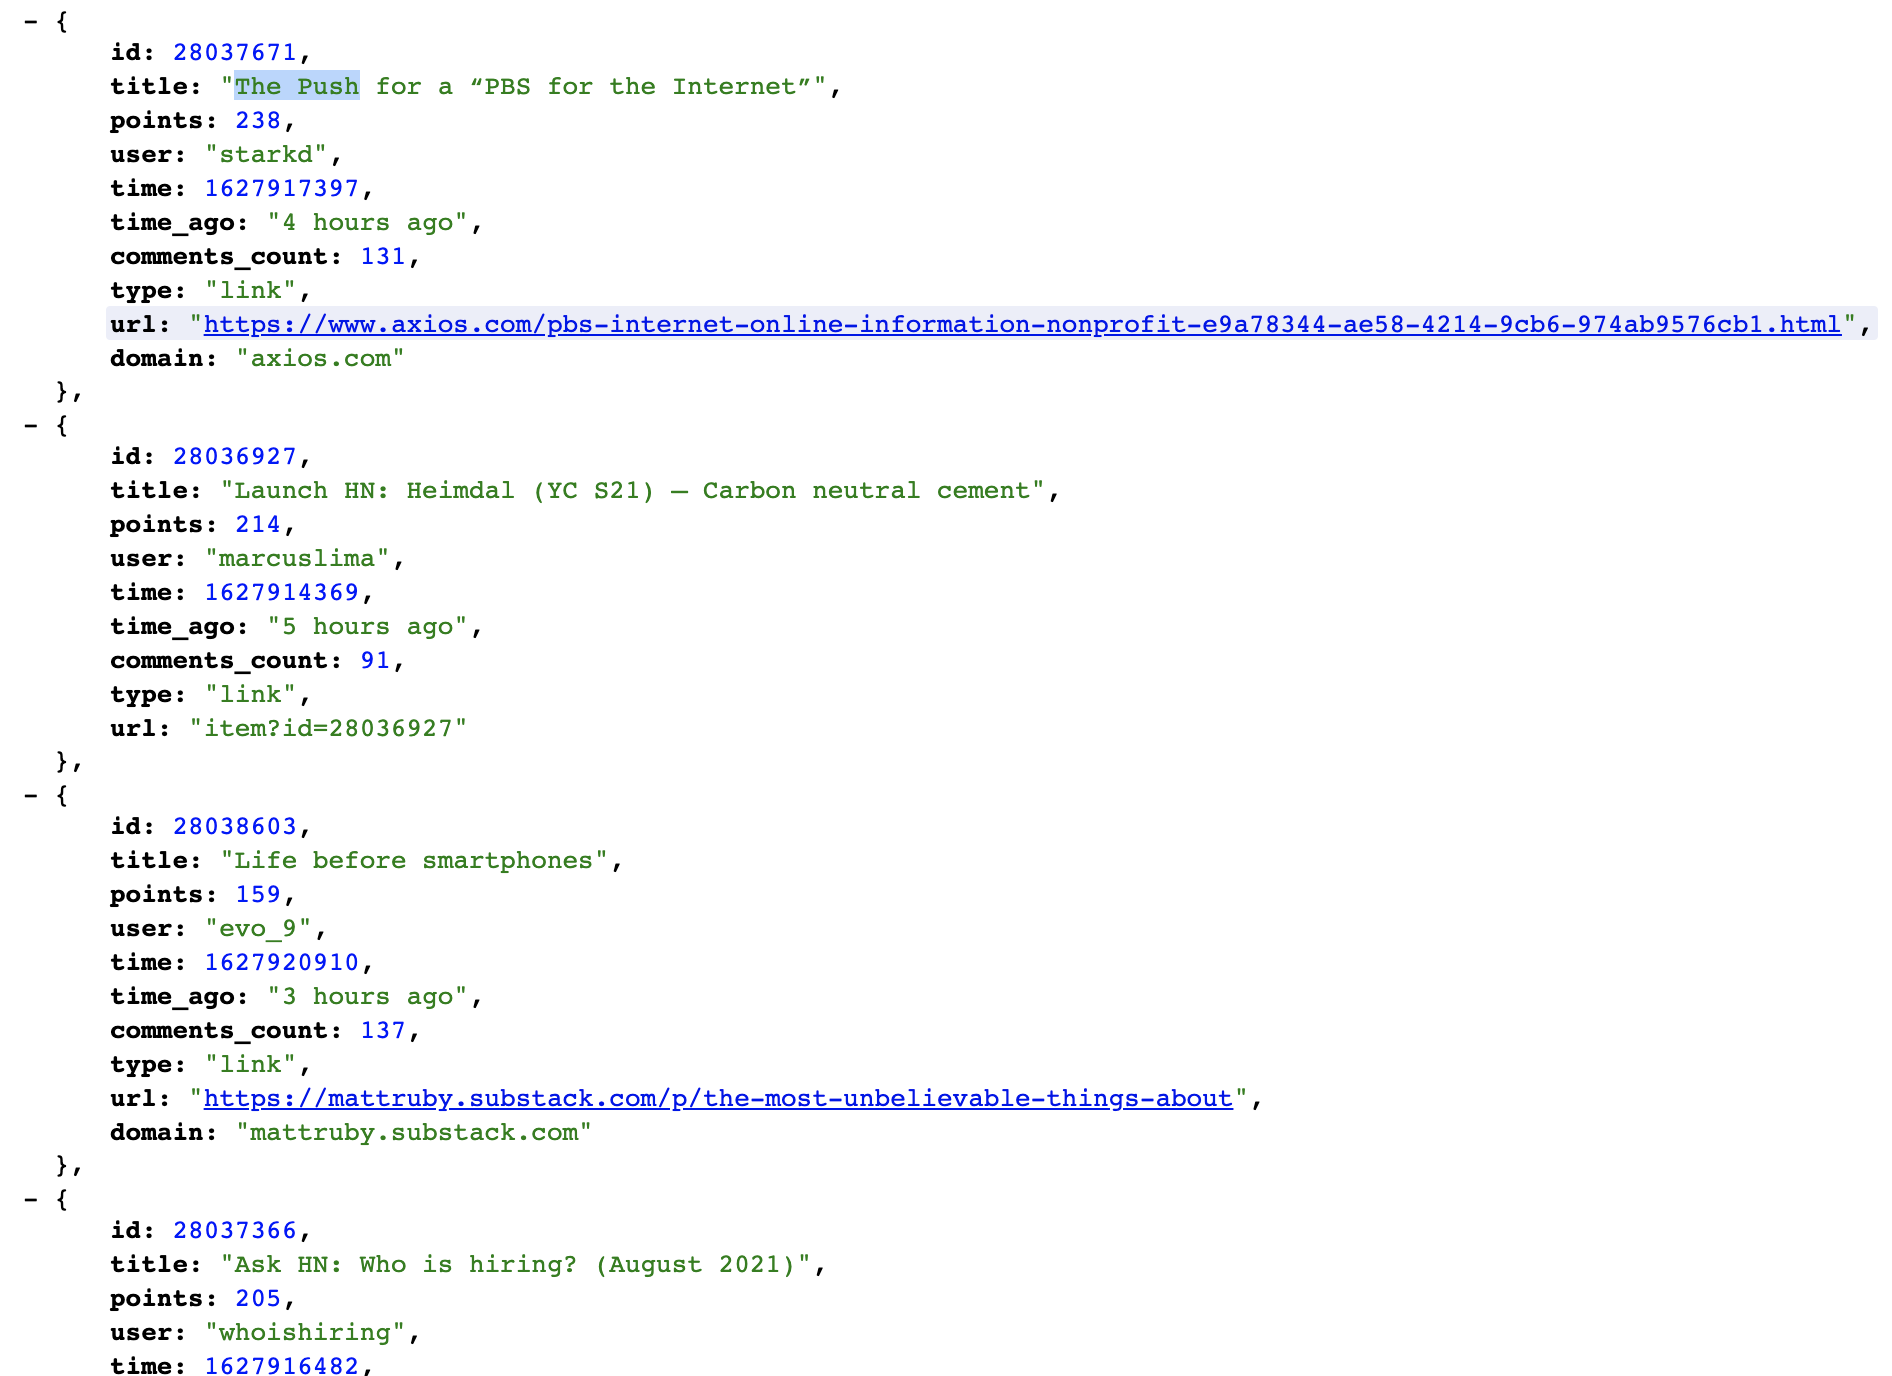 - {
id: 28037671,
title: "The Push for a “PBS for the Internet”",
points: 238,
user: "starkd",
time: 1627917397,
time_ago: "4 hours ago",
comments_count: 131,
type: "link",
url: "https://www.axios.com/pbs-internet-online-information-nonprofit-e9a78344-ae58-4214-9cb6-974ab9576cb1.html",
domain: "axios.com"
},
- {
id: 28036927,
title: "Launch HN: Heimdal (YC S21) – Carbon neutral cement",
points: 214,
user: "marcuslima",
time: 1627914369,
time_ago: "5 hours ago",
comments_count: 91,
type: "link",
url: "item?id=28036927"
},
- {
id: 28038603,
title: "Life before smartphones",
points: 159,
user: "evo_9",
time: 1627920910,
time_ago: "3 hours ago",
comments_count: 137,
type: "link",
url: "https://mattruby.substack.com/p/the-most-unbelievable-things-about",
domain: "mattruby.substack.com"
},
- {
id: 28037366,
title: "Ask HN: Who is hiring? (August 2021)",
points: 205,
user: "whoishiring",
time: 1627916482,